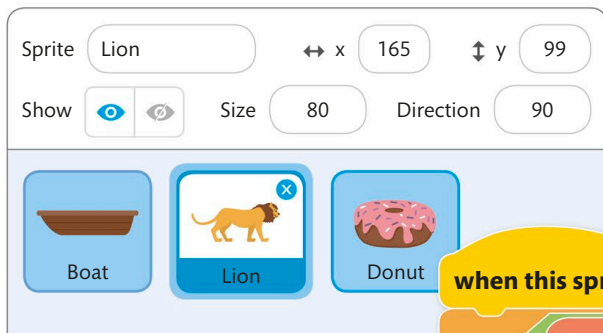 Sprite Lion x 165 y 99
Show Size 80 Direction 90
Boat Lion Donut
when this spr